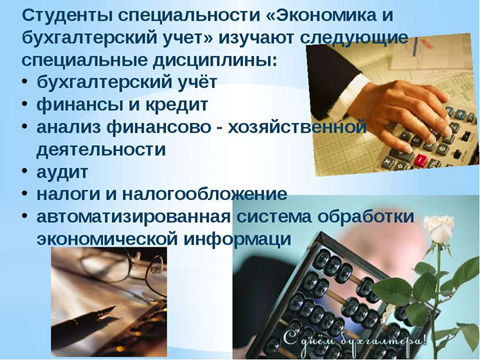 Студенты специальности «Экономика и
бухгалтерский учет» изучают следующие
специальные дисциплины:
• бухгалтерский учёт
• финансы и кредит
• анализ финансово - хозяйственной
деятельности
• аудит
• налоги и налогообложение
• автоматизированная система обработки
экономической информаци
С днем бухгалтера!